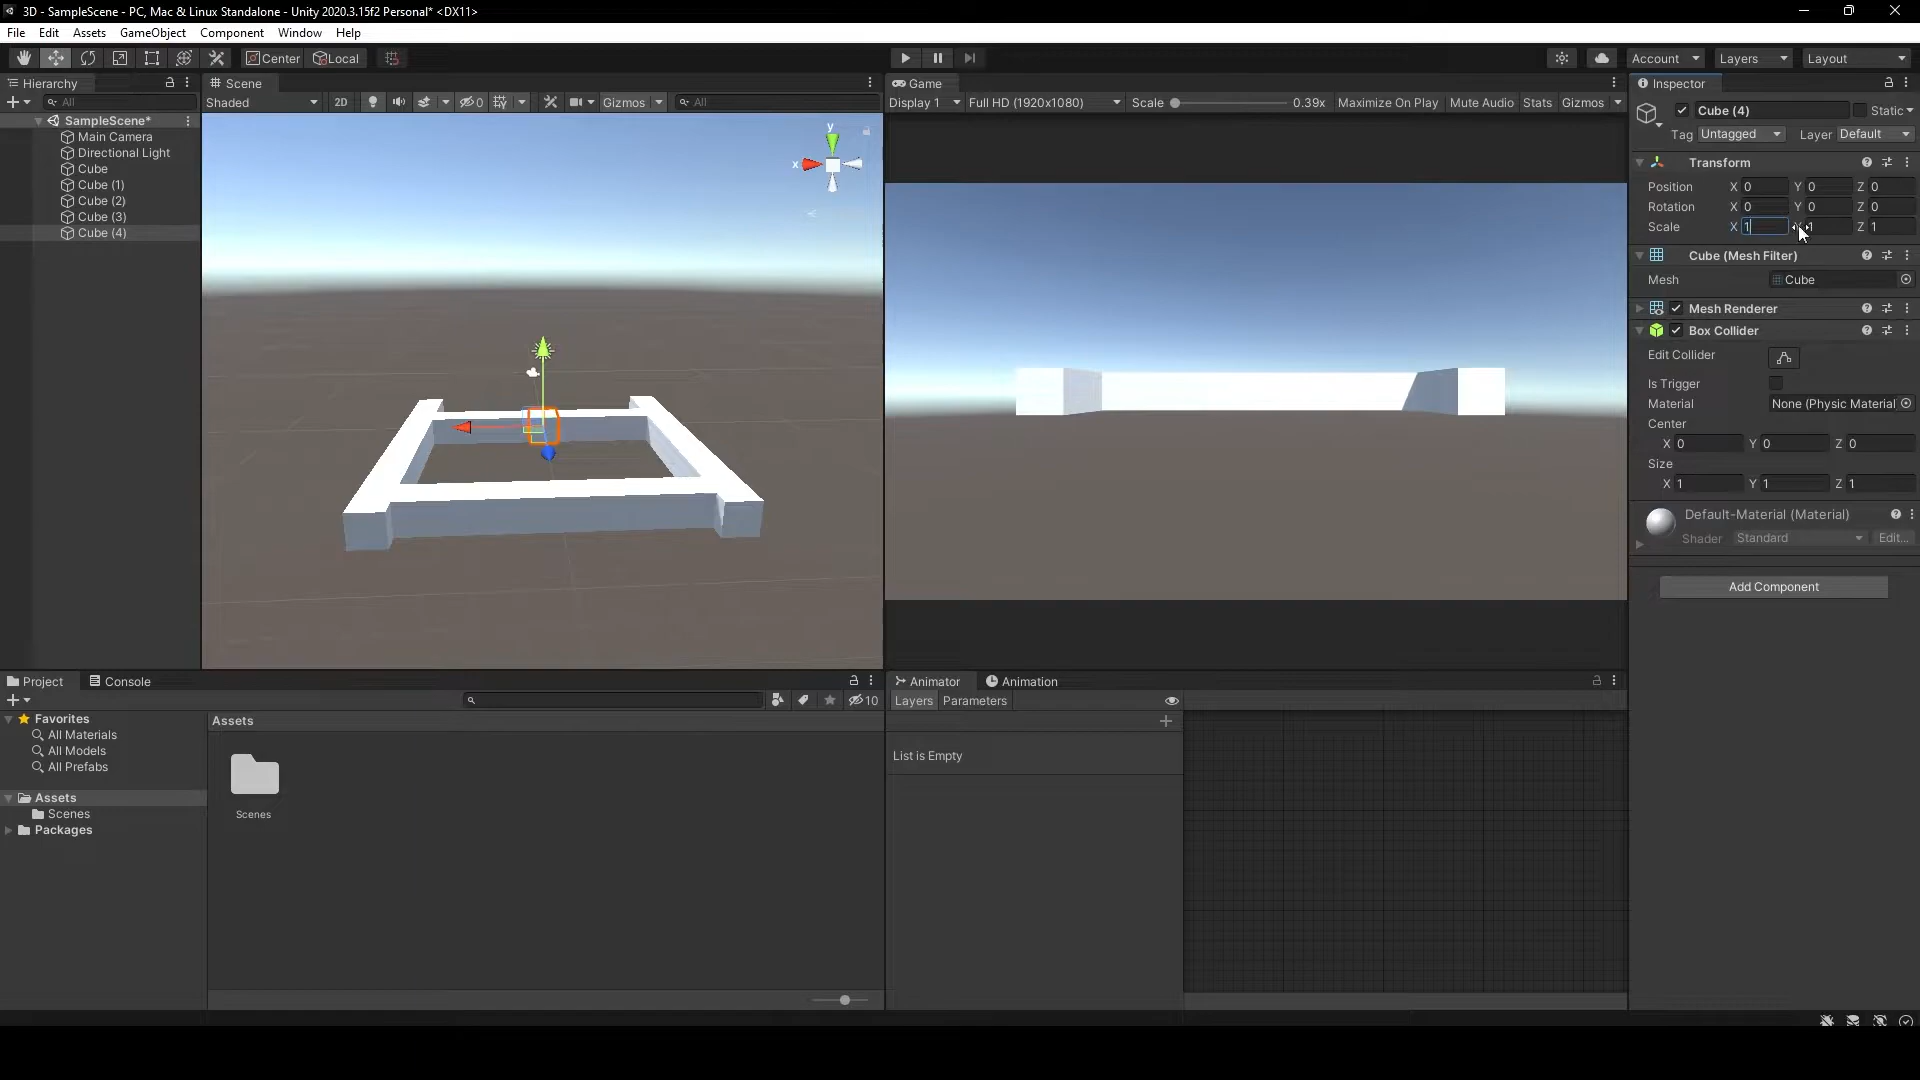 3D - SampleScene - PC, Mac & Linux Standalone - Unity 2020.3.15f2 Personal* <DX11>
File Edit Assets GameObject Component Window Help
Center Local Account Layers Layout
Hierarchy
All
SampleScene*
Main Camera
Directional Light
Cube
Cube (1)
Cube (2)
Cube (3)
Cube (4)
Scene
Shaded 2D 0 Gizmos All
y
x
Game
Display 1 Full HD (1920x1080) Scale 0.39x Maximize On Play Mute Audio Stats Gizmos
Inspector
Cube (4) Static
Tag Untagged Layer Default
Transform
Position X 0 Y 0 Z 0
Rotation X 0 Y 0 Z 0
Scale X 1 Y 1 Z 1
Cube (Mesh Filter)
Mesh Cube
Mesh Renderer
Box Collider
Edit Collider
Is Trigger
Material None (Physic Material
Center
X 0 Y 0 Z 0
Size
X 1 Y 1 Z 1
Default-Material (Material)
Shader Standard Edit...
Add Component
Project Console
10
Favorites
All Materials
All Models
All Prefabs
Assets
Scenes
Packages
Assets
Scenes
Animator Animation
Layers Parameters
List is Empty